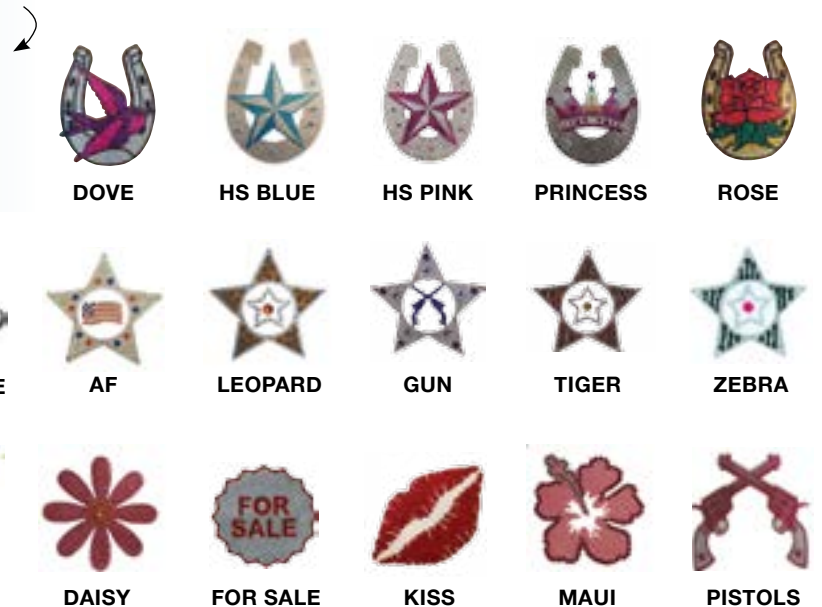 DOVE
HS BLUE
HS PINK
PRINCESS
ROSE
E
AF
LEOPARD
GUN
TIGER
ZEBRA
FOR
SALE
DAISY
FOR SALE
KISS
MAUI
PISTOLS